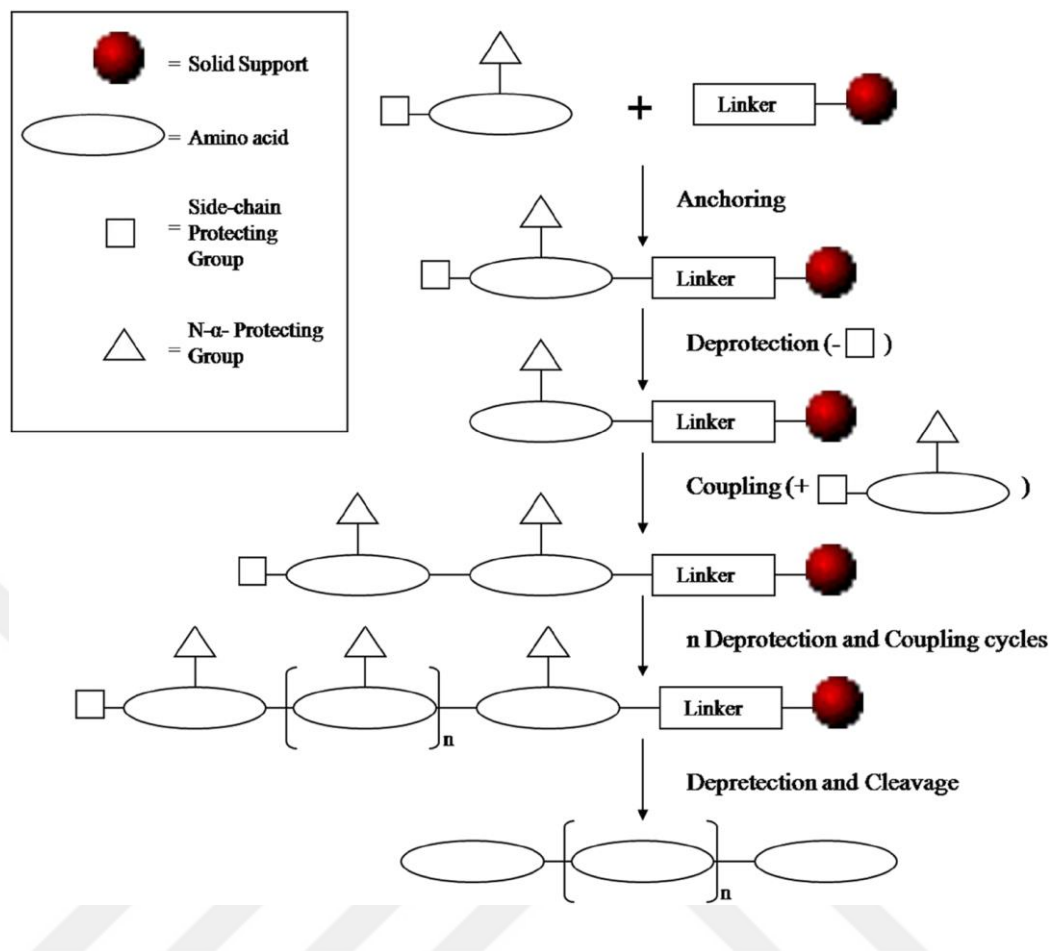 = Solid Support
= Amino acid
= Side-chain
Protecting
Group
= N-α- Protecting
Group
+
Linker
Anchoring
Linker
Deprotection (- )
Linker
Coupling (+ )
Linker
n Deprotection and Coupling cycles
n
Linker
Depretection and Cleavage
n